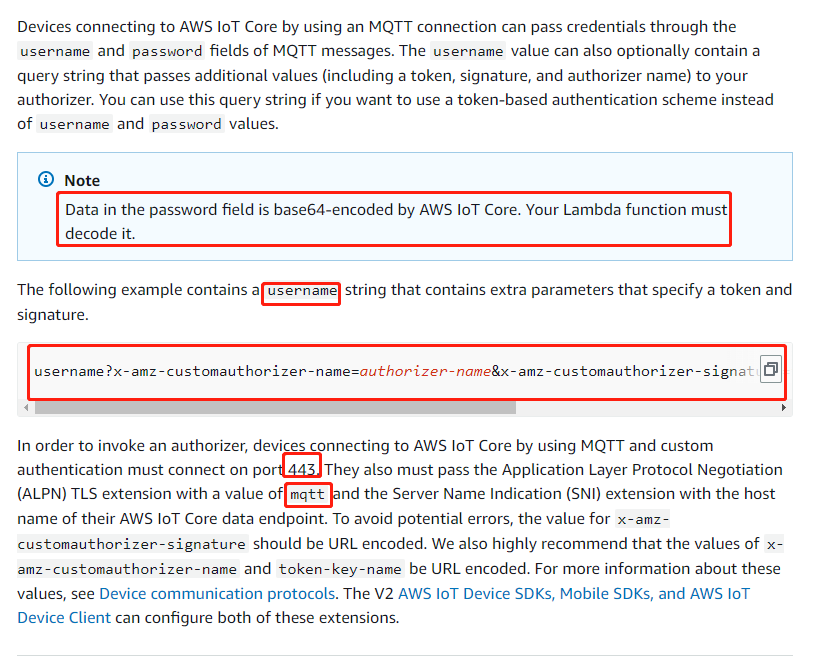 Devices connecting to AWS IoT Core by using an MQTT connection can pass credentials through the
username and password fields of MQTT messages. The username value can also optionally contain a
query string that passes additional values (including a token, signature, and authorizer name) to your
authorizer. You can use this query string if you want to use a token-based authentication scheme instead
of username and password values.
Note
Data in the password field is base64-encoded by AWS IoT Core. Your Lambda function must
decode it.
The following example contains a username string that contains extra parameters that specify a token and
signature.
username?x-amz-customauthorizer-name=authorizer-name&x-amz-customauthorizer-signat
In order to invoke an authorizer, devices connecting to AWS IoT Core by using MQTT and custom
authentication must connect on port 443. They also must pass the Application Layer Protocol Negotiation
(ALPN) TLS extension with a value of mqtt and the Server Name Indication (SNI) extension with the host
name of their AWS IoT Core data endpoint. To avoid potential errors, the value for x-amz-
customauthorizer-signature should be URL encoded. We also highly recommend that the values of x-
amz-customauthorizer-name and token-key-name be URL encoded. For more information about these
values, see Device communication protocols. The V2 AWS IoT Device SDKs, Mobile SDKs, and AWS IoT
Device Client can configure both of these extensions.